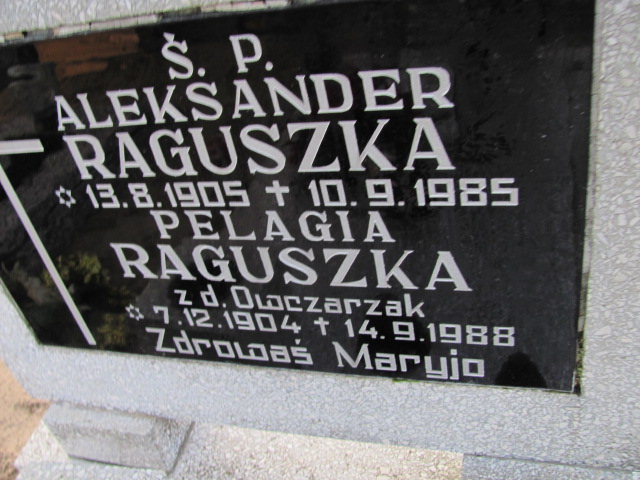 Ś. P.
ALEKSANDER
RAGUSZKA
✡ 13.8.1905 ✝ 10.9.1985
PELAGIA
RAGUSZKA
z d. Owczarzak
✡ 7.12.1904 ✝ 14.9.1988
Zdrowaś Maryjo